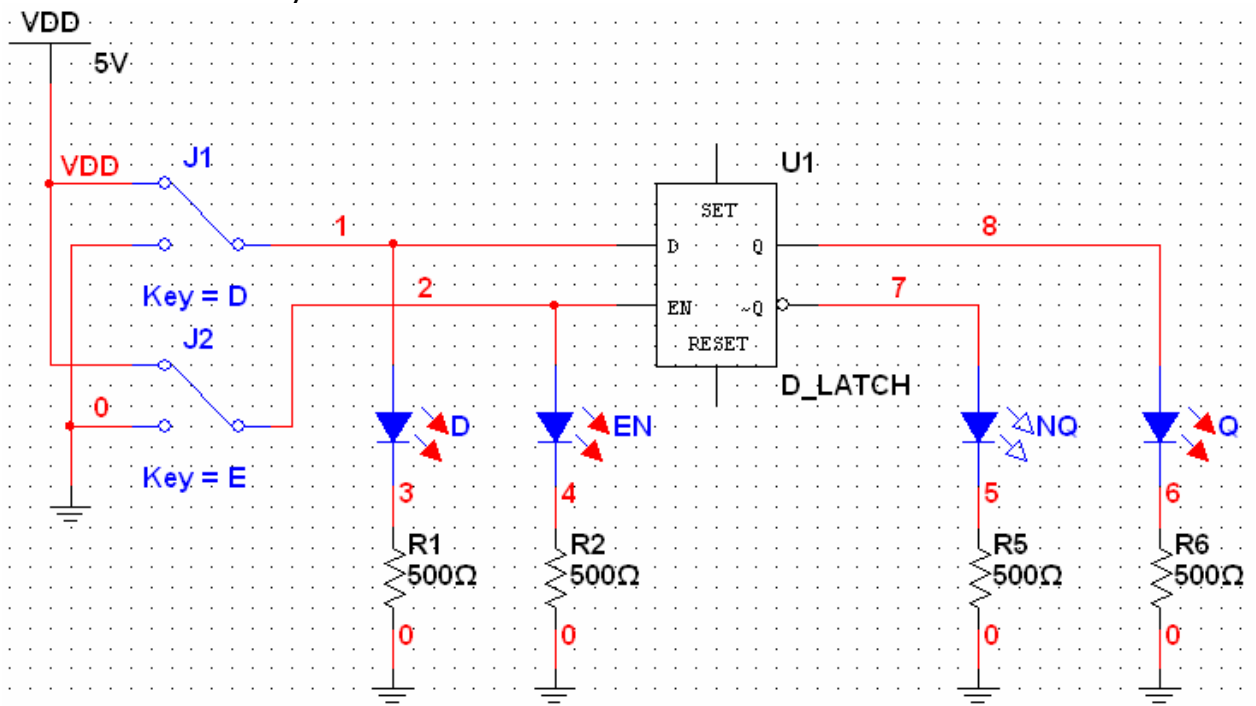 VDD
5V
VDD
J1
1
Key = D
2
J2
0
Key = E
U1
SET
D Q
EN ~Q
RESET
D_LATCH
8
7
D
EN
NQ
Q
3
4
5
6
R1
500Ω
R2
500Ω
R5
500Ω
R6
500Ω
0
0
0
0